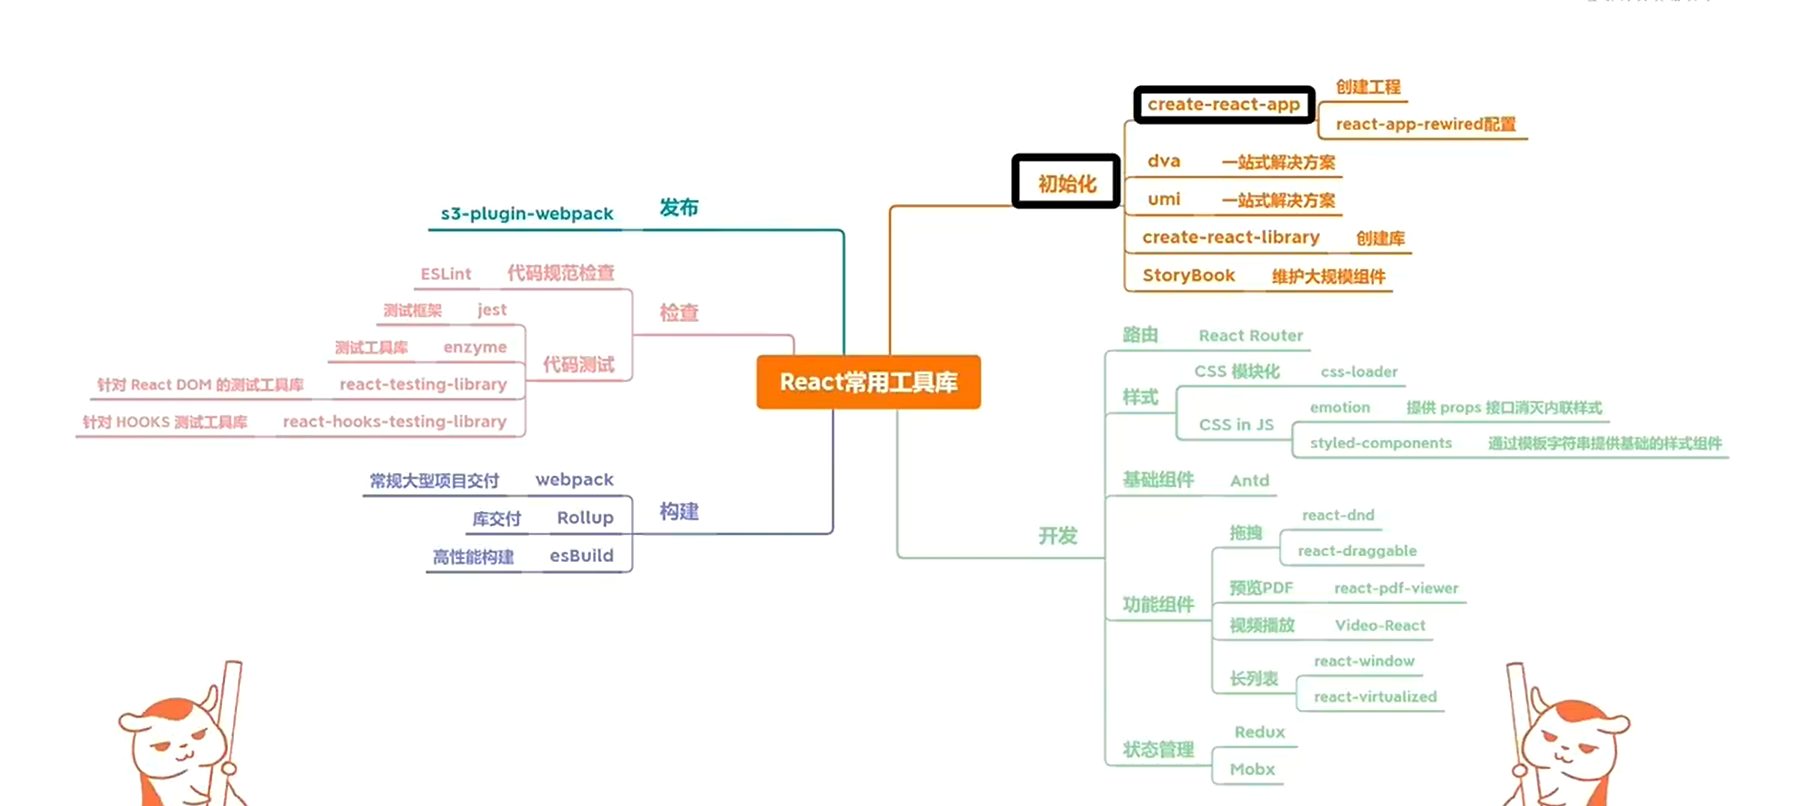 React常用工具库
初始化
create-react-app
创建工程
react-app-rewired配置
dva 一站式解决方案
umi 一站式解决方案
create-react-library 创建库
StoryBook 维护大规模组件
开发
路由 React Router
样式
CSS 模块化 css-loader
CSS in JS
emotion 提供 props 接口消灭内联样式
styled-components 通过模板字符串提供基础的样式组件
基础组件 Antd
功能组件
拖拽
react-dnd
react-draggable
预览PDF react-pdf-viewer
视频播放 Video-React
长列表
react-window
react-virtualized
状态管理
Redux
Mobx
发布
s3-plugin-webpack
检查
ESLint 代码规范检查
代码测试
测试框架 jest
测试工具库 enzyme
针对 React DOM 的测试工具库 react-testing-library
针对 HOOKS 测试工具库 react-hooks-testing-library
构建
常规大型项目交付 webpack
库交付 Rollup
高性能构建 esBuild